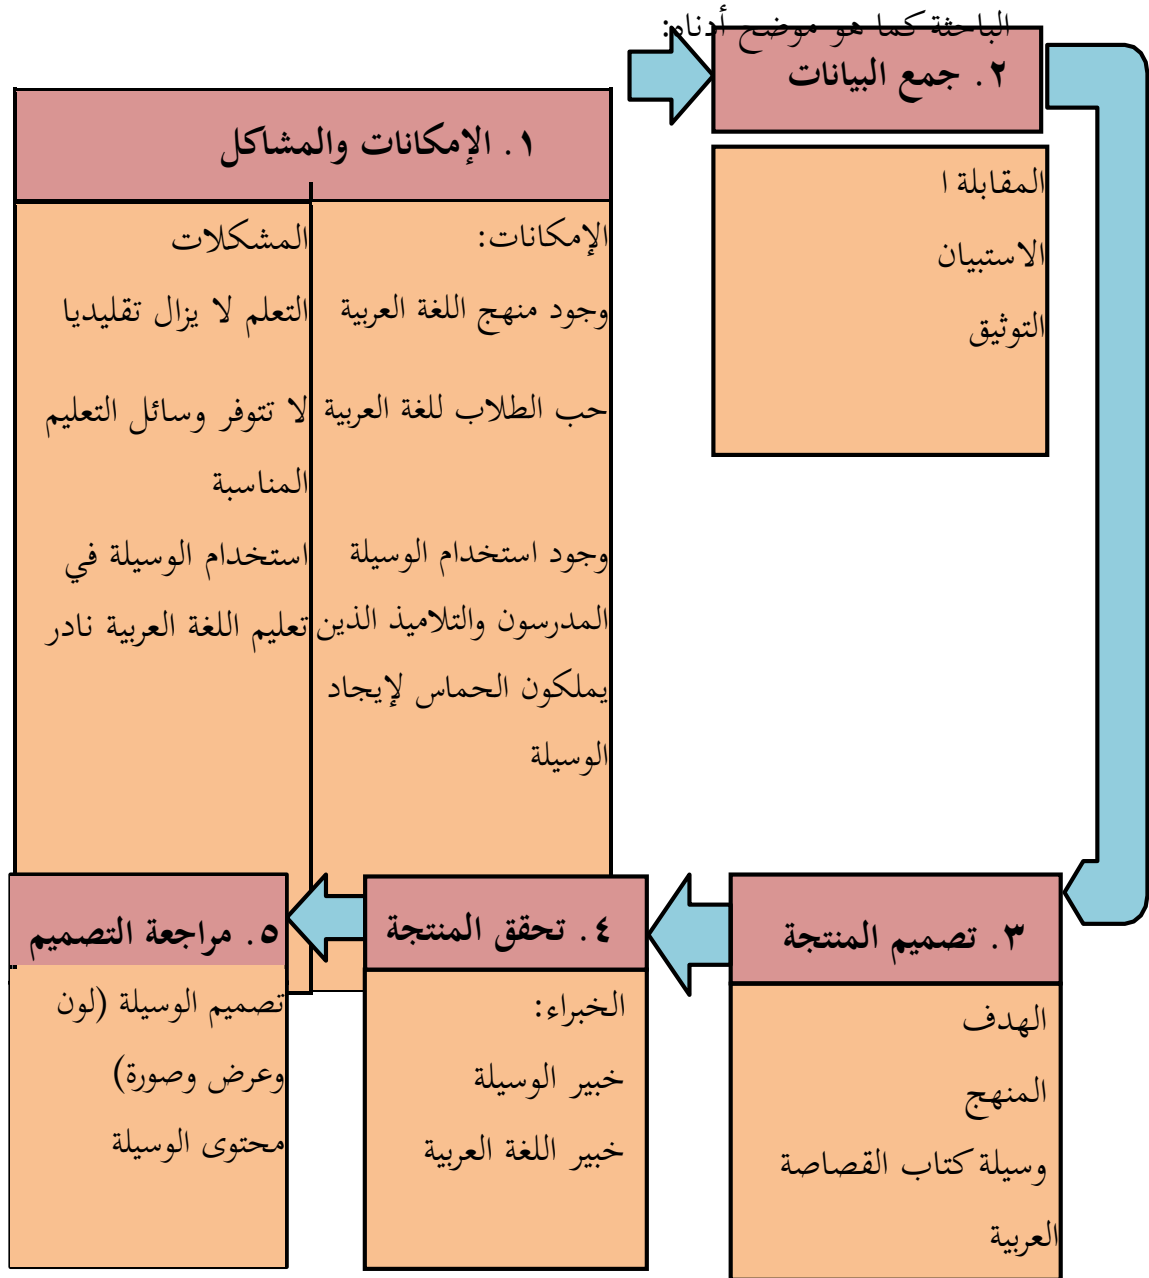 الباحثة كما هو موضح أدناه:
١. الإمكانات والمشاكل
الإمكانات:
وجود منهج اللغة العربية
حب الطلاب للغة العربية
وجود استخدام الوسيلة
المدرسون والتلاميذ الذين
يملكون الحماس لإيجاد
الوسيلة
المشكلات
التعلم لا يزال تقليديا
لا تتوفر وسائل التعليم
المناسبة
استخدام الوسيلة في
تعليم اللغة العربية نادر
٢. جمع البيانات
المقابلة ا
الاستبيان
التوثيق
٣. تصميم المنتجة
الهدف
المنهج
وسيلة كتاب القصاصة
العربية
٤. تحقق المنتجة
الخبراء:
خبير الوسيلة
خبير اللغة العربية
٥. مراجعة التصميم
تصميم الوسيلة (لون
وعرض وصورة)
محتوى الوسيلة